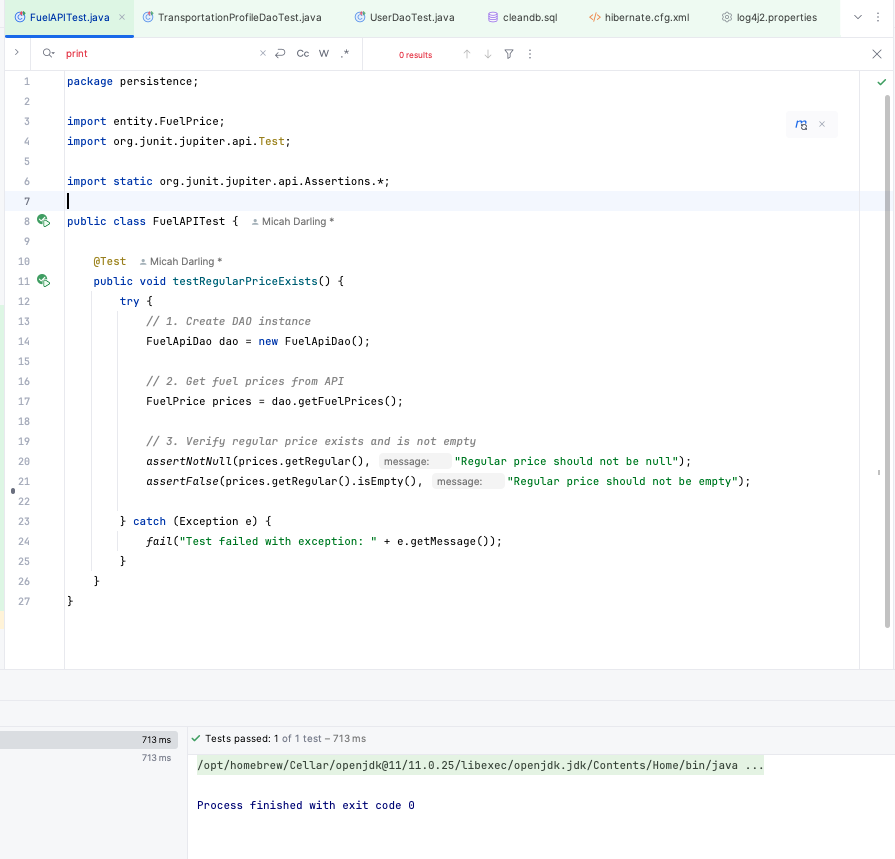 FuelAPITest.java × TransportationProfileDaoTest.java UserDaoTest.java cleandb.sql hibernate.cfg.xml log4j2.properties
print × Cc W .* 0 results
1 package persistence;
2
3 import entity.FuelPrice;
4 import org.junit.jupiter.api.Test;
5
6 import static org.junit.jupiter.api.Assertions.*;
7
8 public class FuelAPITest { Micah Darling *
9
10 @Test Micah Darling *
11 public void testRegularPriceExists() {
12 try {
13 // 1. Create DAO instance
14 FuelApiDao dao = new FuelApiDao();
15
16 // 2. Get fuel prices from API
17 FuelPrice prices = dao.getFuelPrices();
18
19 // 3. Verify regular price exists and is not empty
20 assertNotNull(prices.getRegular(), message: "Regular price should not be null");
21 assertFalse(prices.getRegular().isEmpty(), message: "Regular price should not be empty");
22
23 } catch (Exception e) {
24 fail("Test failed with exception: " + e.getMessage());
25 }
26 }
27 }
713 ms
713 ms
Tests passed: 1 of 1 test – 713 ms
/opt/homebrew/Cellar/openjdk@11/11.0.25/libexec/openjdk.jdk/Contents/Home/bin/java ...
Process finished with exit code 0